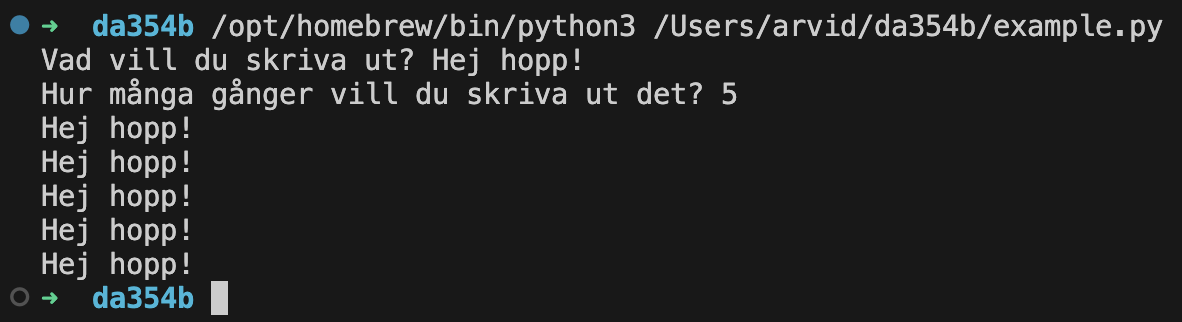 ➜ da354b /opt/homebrew/bin/python3 /Users/arvid/da354b/example.py
Vad vill du skriva ut? Hej hopp!
Hur många gånger vill du skriva ut det? 5
Hej hopp!
Hej hopp!
Hej hopp!
Hej hopp!
Hej hopp!
➜ da354b